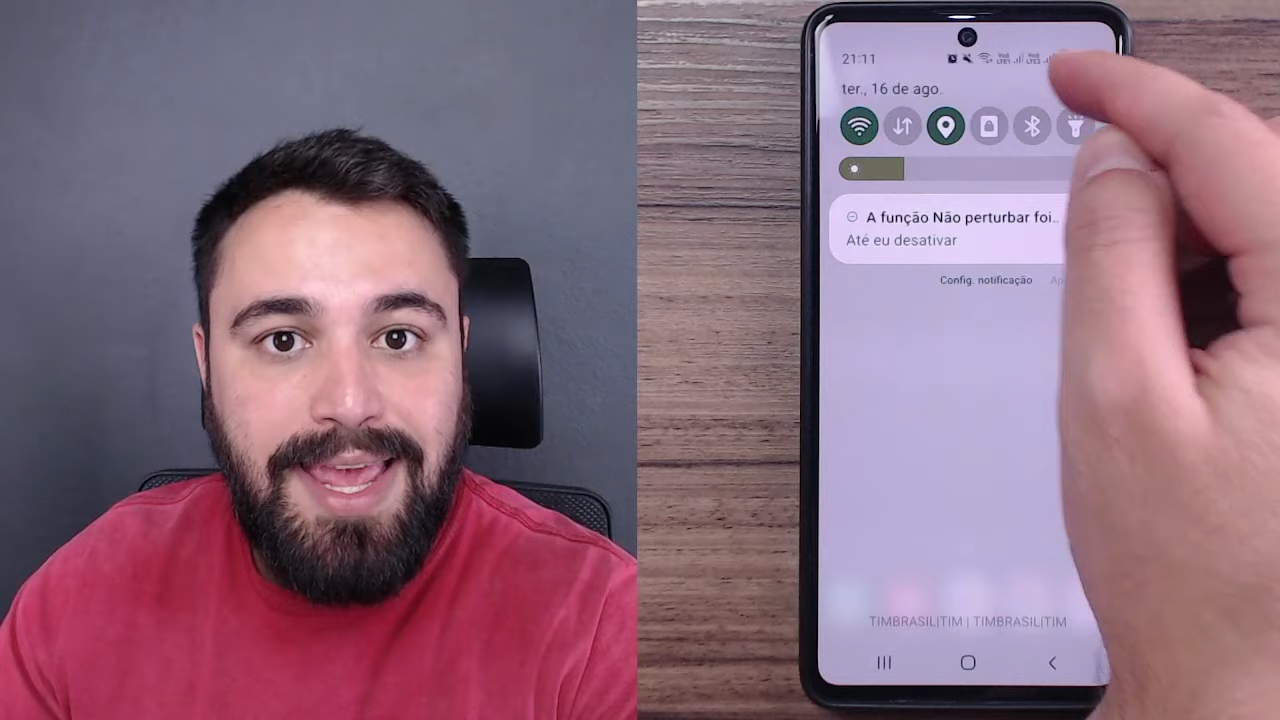 21:11
ter., 16 de ago.
A função Não perturbar foi..
Até eu desativar
Config. notificação
TIMBRASIL|TIM | TIMBRASIL|TIM